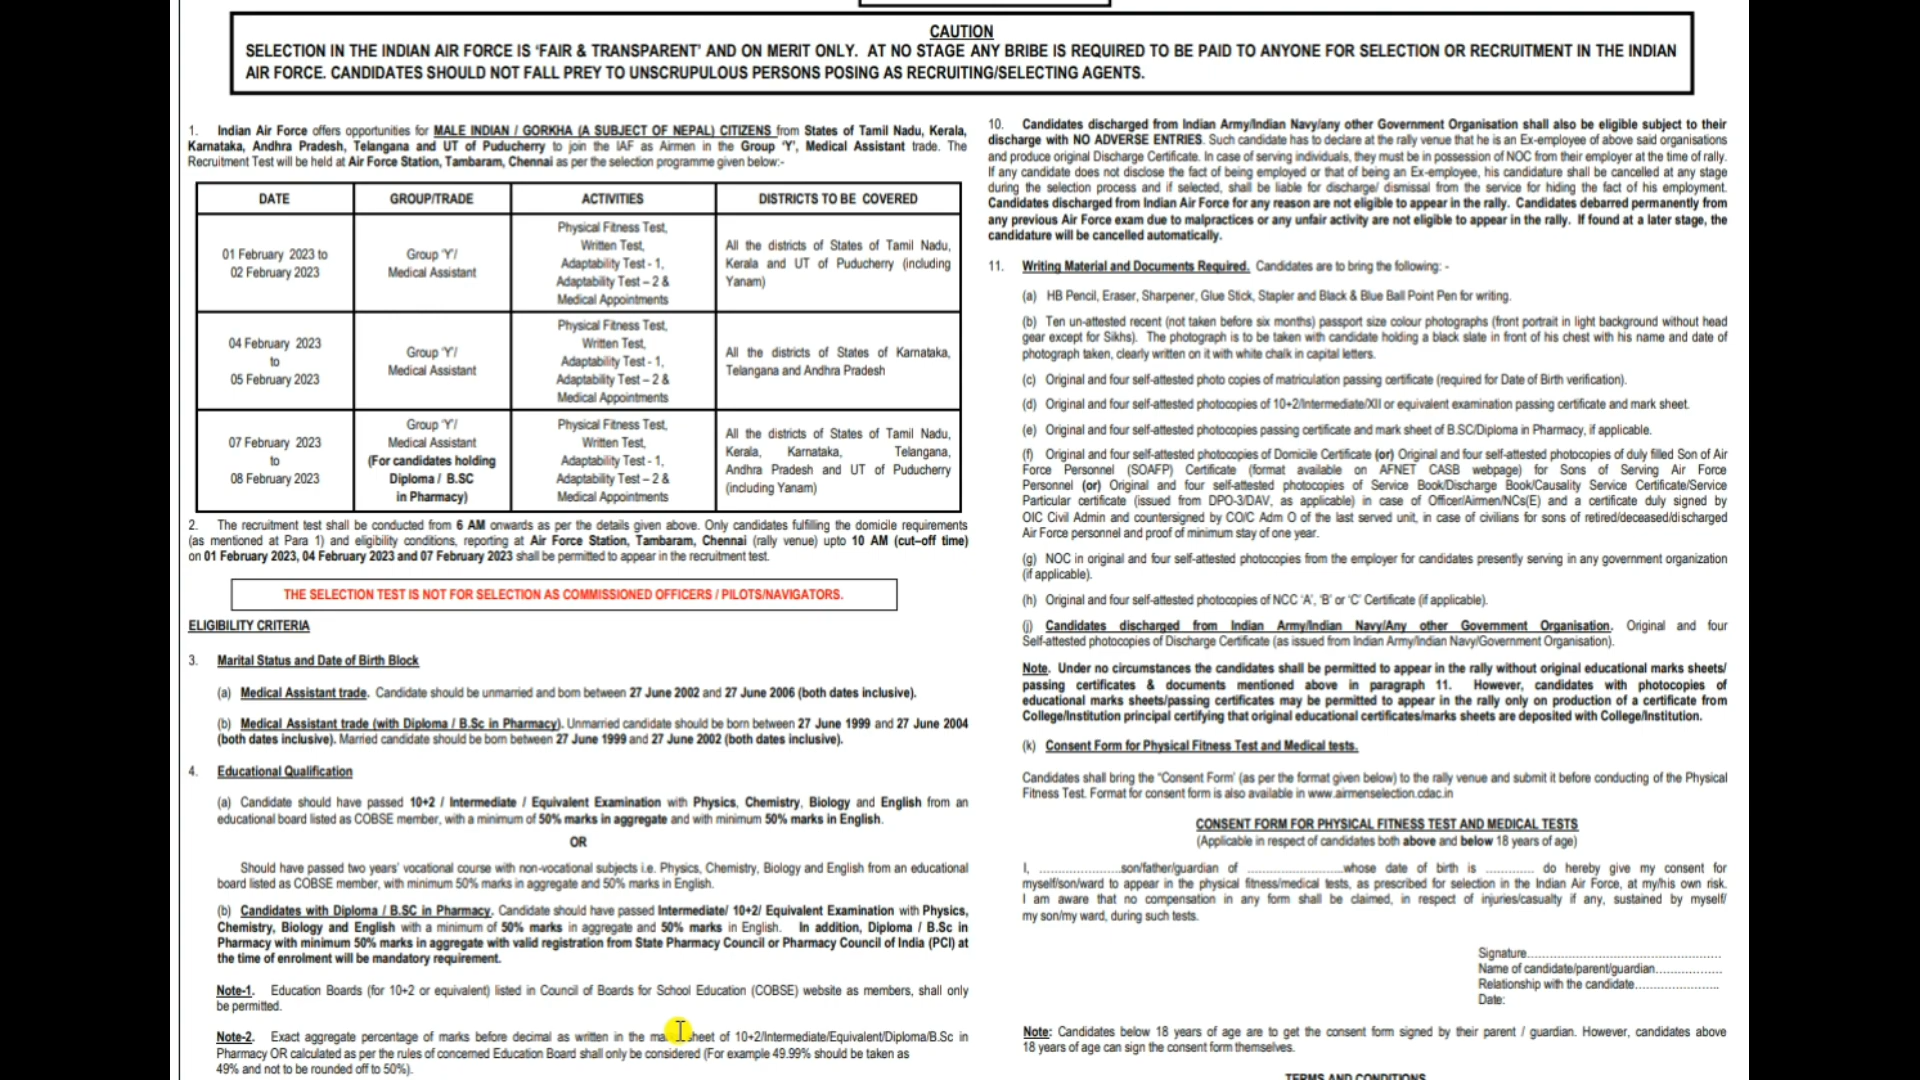 CAUTION
SELECTION IN THE INDIAN AIR FORCE IS 'FAIR & TRANSPARENT' AND ON MERIT ONLY. AT NO STAGE ANY BRIBE IS REQUIRED TO BE PAID TO ANYONE FOR SELECTION OR RECRUITMENT IN THE INDIAN
AIR FORCE. CANDIDATES SHOULD NOT FALL PREY TO UNSCRUPULOUS PERSONS POSING AS RECRUITING/SELECTING AGENTS.
1. Indian Air Force offers opportunities for MALE INDIAN / GORKHA (A SUBJECT OF NEPAL) CITIZENS from States of Tamil Nadu, Kerala,
Karnataka, Andhra Pradesh, Telangana and UT of Puducherry to join the IAF as Airmen in the Group 'Y', Medical Assistant trade. The
Recruitment Test will be held at Air Force Station, Tambaram, Chennai as per the selection programme given below:-
DATE GROUP/TRADE ACTIVITIES DISTRICTS TO BE COVERED
01 February 2023 to
02 February 2023
Group 'Y'/
Medical Assistant
Physical Fitness Test,
Written Test,
Adaptability Test - 1,
Adaptability Test – 2 &
Medical Appointments
All the districts of States of Tamil Nadu,
Kerala and UT of Puducherry (including
Yanam)
04 February 2023
to
05 February 2023
Group 'Y'/
Medical Assistant
Physical Fitness Test,
Written Test,
Adaptability Test - 1,
Adaptability Test – 2 &
Medical Appointments
All the districts of States of Karnataka,
Telangana and Andhra Pradesh
07 February 2023
to
08 February 2023
Group 'Y'/
Medical Assistant
(For candidates holding
Diploma / B.SC
in Pharmacy)
Physical Fitness Test,
Written Test,
Adaptability Test - 1,
Adaptability Test – 2 &
Medical Appointments
All the districts of States of Tamil Nadu,
Kerala, Karnataka, Telangana,
Andhra Pradesh and UT of Puducherry
(including Yanam)
2. The recruitment test shall be conducted from 6 AM onwards as per the details given above. Only candidates fulfilling the domicile requirements
(as mentioned at Para 1) and eligibility conditions, reporting at Air Force Station, Tambaram, Chennai (rally venue) upto 10 AM (cut–off time)
on 01 February 2023, 04 February 2023 and 07 February 2023 shall be permitted to appear in the recruitment test.
THE SELECTION TEST IS NOT FOR SELECTION AS COMMISSIONED OFFICERS / PILOTS/NAVIGATORS.
ELIGIBILITY CRITERIA
3. Marital Status and Date of Birth Block
(a) Medical Assistant trade. Candidate should be unmarried and born between 27 June 2002 and 27 June 2006 (both dates inclusive).
(b) Medical Assistant trade (with Diploma / B.Sc in Pharmacy). Unmarried candidate should be born between 27 June 1999 and 27 June 2004
(both dates inclusive). Married candidate should be born between 27 June 1999 and 27 June 2002 (both dates inclusive).
4. Educational Qualification
(a) Candidate should have passed 10+2 / Intermediate / Equivalent Examination with Physics, Chemistry, Biology and English from an
educational board listed as COBSE member, with a minimum of 50% marks in aggregate and with minimum 50% marks in English.
OR
Should have passed two years' vocational course with non-vocational subjects i.e. Physics, Chemistry, Biology and English from an educational
board listed as COBSE member, with minimum 50% marks in aggregate and 50% marks in English.
(b) Candidates with Diploma / B.SC in Pharmacy. Candidate should have passed Intermediate/ 10+2/ Equivalent Examination with Physics,
Chemistry, Biology and English with a minimum of 50% marks in aggregate and 50% marks in English. In addition, Diploma / B.Sc in
Pharmacy with minimum 50% marks in aggregate with valid registration from State Pharmacy Council or Pharmacy Council of India (PCI) at
the time of enrolment will be mandatory requirement.
Note-1. Education Boards (for 10+2 or equivalent) listed in Council of Boards for School Education (COBSE) website as members, shall only
be permitted.
Note-2. Exact aggregate percentage of marks before decimal as written in the sheet of 10+2/Intermediate/Equivalent/Diploma/B.Sc in
Pharmacy OR calculated as per the rules of concerned Education Board shall only be considered (For example 49.99% should be taken as
49% and not to be rounded off to 50%).
10. Candidates discharged from Indian Army/Indian Navy/any other Government Organisation shall also be eligible subject to their
discharge with NO ADVERSE ENTRIES. Such candidate has to declare at the rally venue that he is an Ex-employee of above said organisations
and produce original Discharge Certificate. In case of serving individuals, they must be in possession of NOC from their employer at the time of rally.
If any candidate does not disclose the fact of being employed or that of being an Ex-employee, his candidature shall be cancelled at any stage
during the selection process and if selected, shall be liable for discharge/ dismissal from the service for hiding the fact of his employment.
Candidates discharged from Indian Air Force for any reason are not eligible to appear in the rally. Candidates debarred permanently from
any previous Air Force exam due to malpractices or any unfair activity are not eligible to appear in the rally. If found at a later stage, the
candidature will be cancelled automatically.
11. Writing Material and Documents Required. Candidates are to bring the following: -
(a) HB Pencil, Eraser, Sharpener, Glue Stick, Stapler and Black & Blue Ball Point Pen for writing.
(b) Ten un-attested recent (not taken before six months) passport size colour photographs (front portrait in light background without head
gear except for Sikhs). The photograph is to be taken with candidate holding a black slate in front of his chest with his name and date of
photograph taken, clearly written on it with white chalk in capital letters.
(c) Original and four self-attested photo copies of matriculation passing certificate (required for Date of Birth verification).
(d) Original and four self-attested photocopies of 10+2/Intermediate/XII or equivalent examination passing certificate and mark sheet.
(e) Original and four self-attested photocopies passing certificate and mark sheet of B.SC/Diploma in Pharmacy, if applicable.
(f) Original and four self-attested photocopies of Domicile Certificate (or) Original and four self-attested photocopies of duly filled Son of Air
Force Personnel (SOAFP) Certificate (format available on AFNET CASB webpage) for Sons of Serving Air Force
Personnel (or) Original and four self-attested photocopies of Service Book/Discharge Book/Causality Service Certificate/Service
Particular certificate (issued from DPO-3/DAV, as applicable) in case of Officer/Airmen/NCs(E) and a certificate duly signed by
OIC Civil Admin and countersigned by CO/C Adm O of the last served unit, in case of civilians for sons of retired/deceased/discharged
Air Force personnel and proof of minimum stay of one year.
(g) NOC in original and four self-attested photocopies from the employer for candidates presently serving in any government organization
(if applicable).
(h) Original and four self-attested photocopies of NCC 'A', 'B' or 'C' Certificate (if applicable).
(j) Candidates discharged from Indian Army/Indian Navy/Any other Government Organisation. Original and four
Self-attested photocopies of Discharge Certificate (as issued from Indian Army/Indian Navy/Government Organisation).
Note. Under no circumstances the candidates shall be permitted to appear in the rally without original educational marks sheets/
passing certificates & documents mentioned above in paragraph 11. However, candidates with photocopies of
educational marks sheets/passing certificates may be permitted to appear in the rally only on production of a certificate from
College/Institution principal certifying that original educational certificates/marks sheets are deposited with College/Institution.
(k) Consent Form for Physical Fitness Test and Medical tests.
Candidates shall bring the "Consent Form' (as per the format given below) to the rally venue and submit it before conducting of the Physical
Fitness Test. Format for consent form is also available in www.airmenselection.cdac.in
CONSENT FORM FOR PHYSICAL FITNESS TEST AND MEDICAL TESTS
(Applicable in respect of candidates both above and below 18 years of age)
I, ........................son/father/guardian of ............................whose date of birth is .............. do hereby give my consent for
myself/son/ward to appear in the physical fitness/medical tests, as prescribed for selection in the Indian Air Force, at my/his own risk.
I am aware that no compensation in any form shall be claimed, in respect of injuries/casualty if any, sustained by myself/
my son/my ward, during such tests.
Signature......................................................
Name of candidate/parent/guardian..................
Relationship with the candidate.......................
Date:
Note: Candidates below 18 years of age are to get the consent form signed by their parent / guardian. However, candidates above
18 years of age can sign the consent form themselves.
TERMS AND CONDITIONS